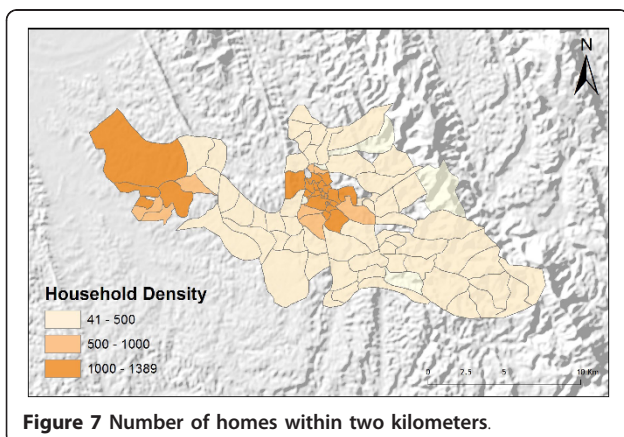 N
Household Density
41 - 500
500 - 1000
1000 - 1389
0 2.5 5 10 Km
Figure 7 Number of homes within two kilometers.